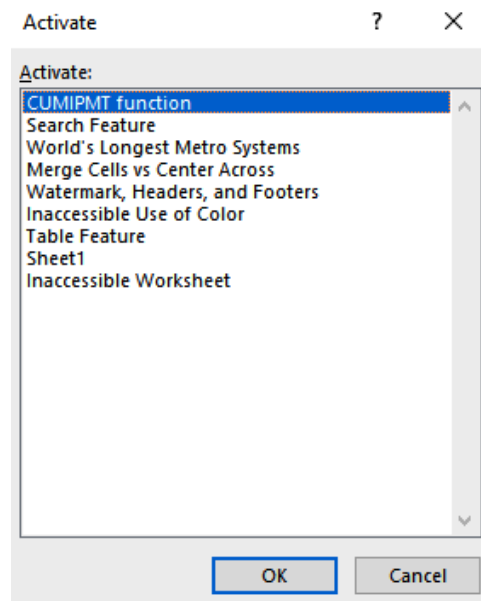 Activate ?
Activate:
CUMIPMT function
Search Feature
World's Longest Metro Systems
Merge Cells vs Center Across
Watermark, Headers, and Footers
Inaccessible Use of Color
Table Feature
Sheet1
Inaccessible Worksheet
OK Cancel